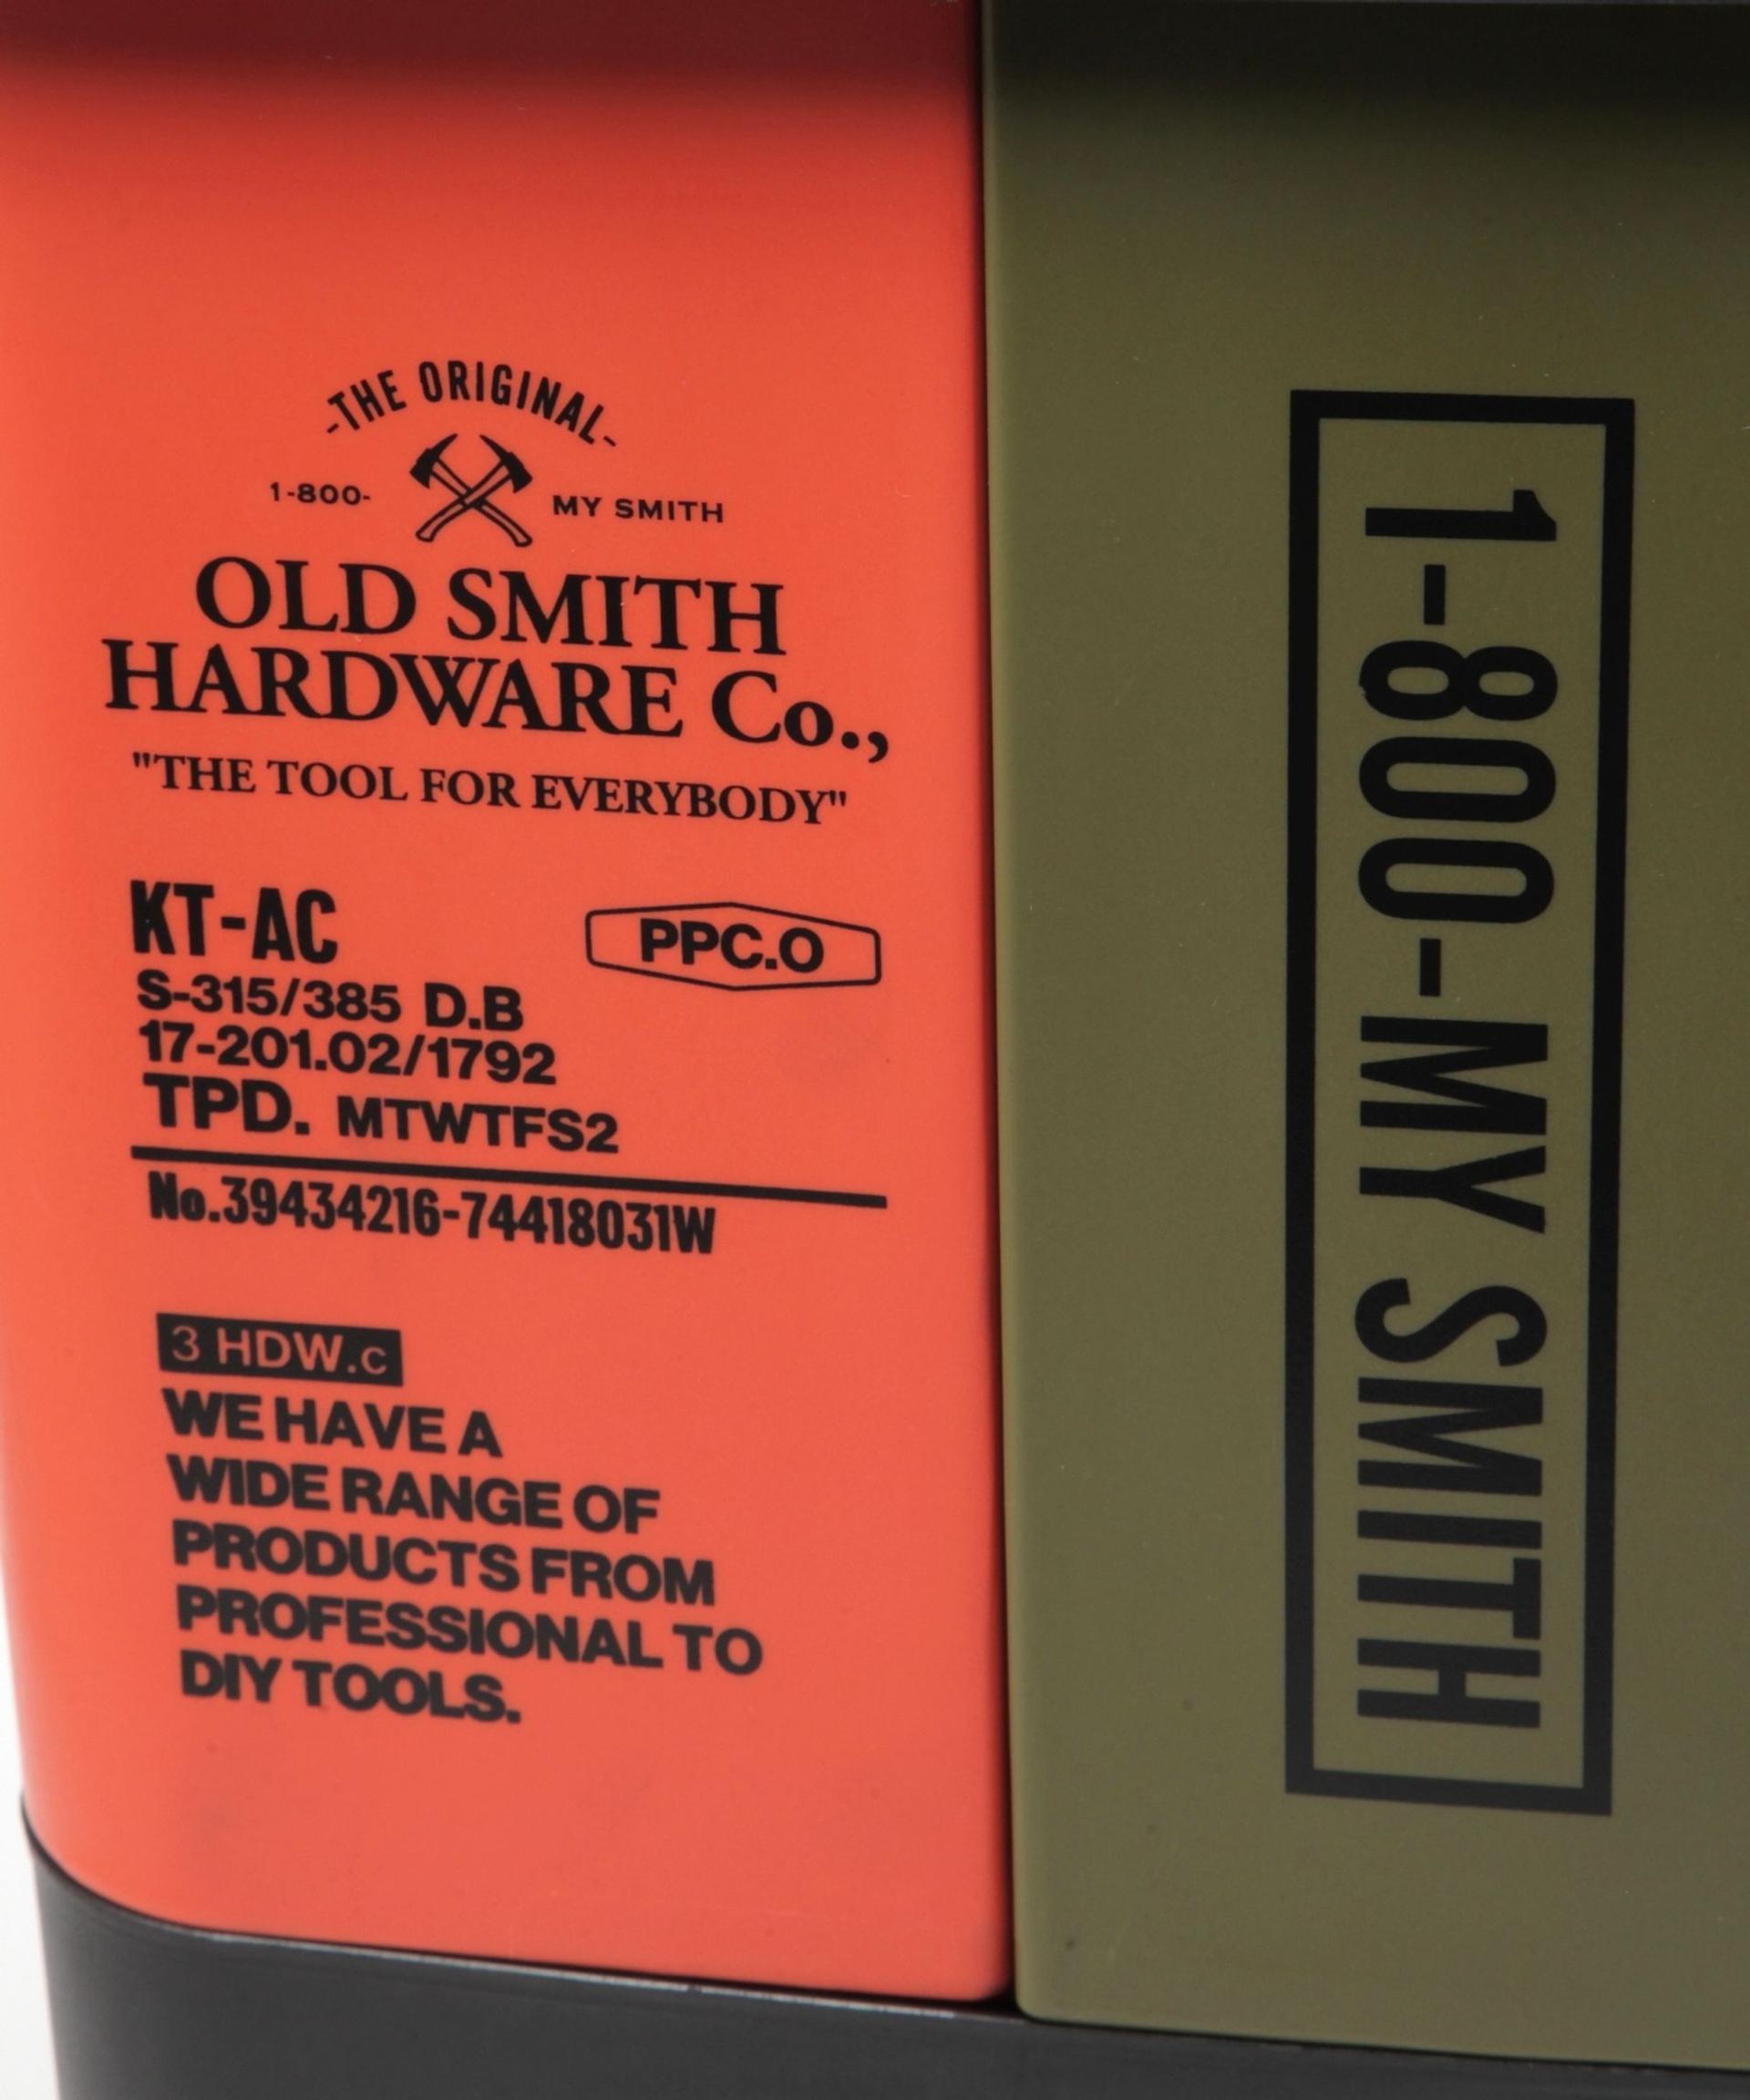 -THE ORIGINAL-
1-800- MY SMITH
OLD SMITH
HARDWARE Co.,
"THE TOOL FOR EVERYBODY"
KT-AC
PPC.O
S-315/385 D.B
17-201.02/1792
TPD. MTWTFS2
No.39434216-74418031W
3 HDW.c
WE HAVE A
WIDE RANGE OF
PRODUCTS FROM
PROFESSIONAL TO
DIY TOOLS.
1-800-MY SMITH